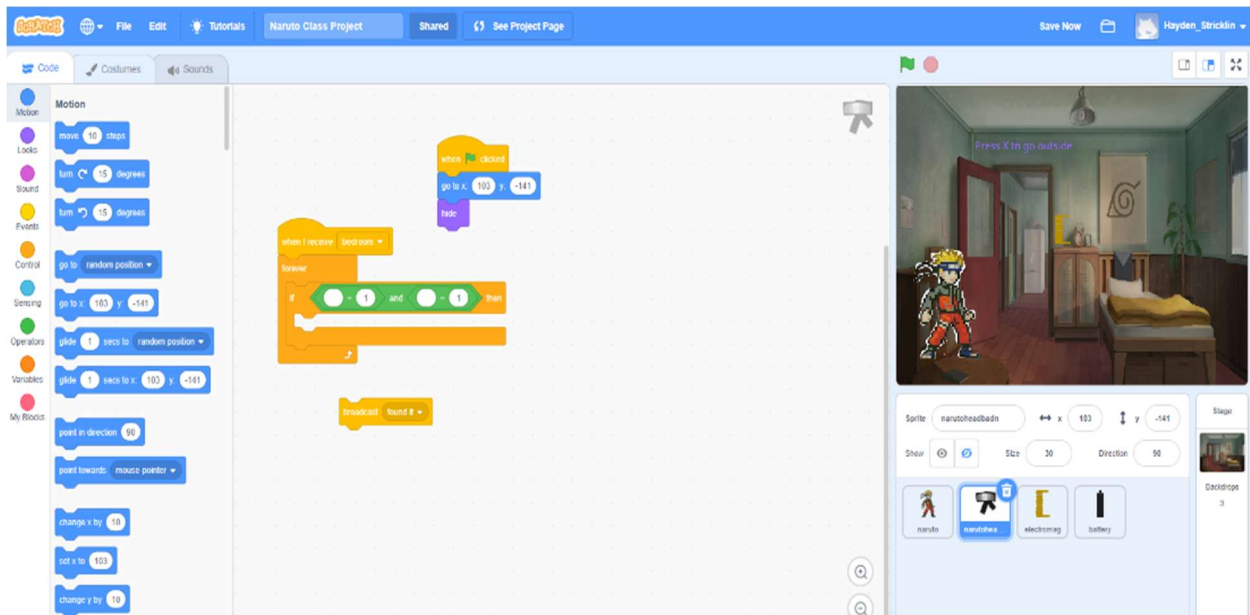 SCRATCH File Edit Tutorials Naruto Class Project Shared See Project Page Save Now Hayden_Stricklin
Code Costumes Sounds
Motion
Looks
Sound
Events
Control
Sensing
Operators
Variables
My Blocks
Motion
move 10 steps
turn 15 degrees
turn 15 degrees
go to random position
go to x: 103 y: -141
glide 1 secs to random position
glide 1 secs to x: 103 y: -141
point in direction 90
point towards mouse pointer
change x by 10
set x to 103
change y by 10
when clicked
go to x: 103 y: -141
hide
when I receive bedroom
forever
if = 1 and = 1 then
broadcast found it
Press X to go outside
Sprite narutoheadbadn x 103 y -141
Show Size 30 Direction 90
naruto
narutohea...
electromag
battery
Stage
Backdrops
3